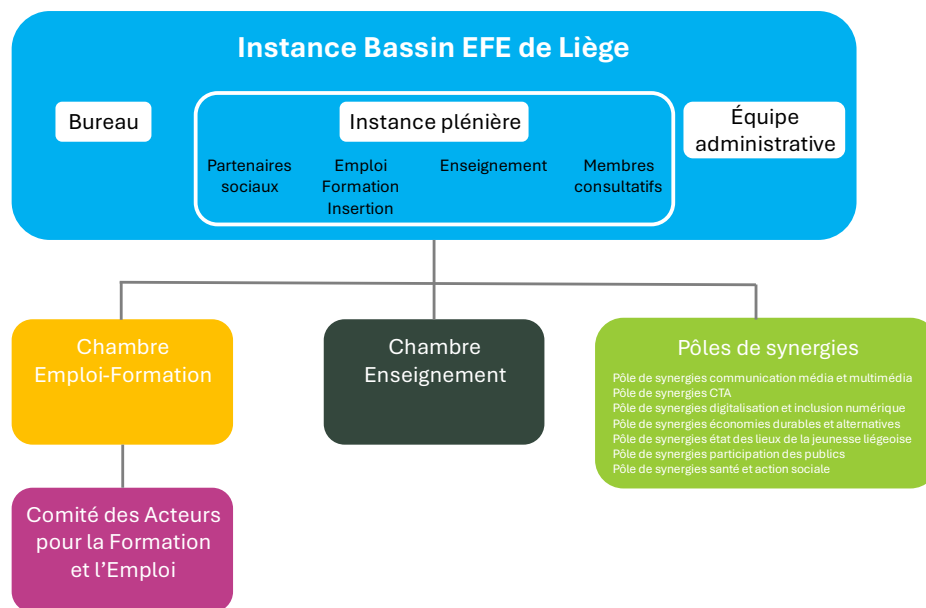 Instance Bassin EFE de Liège
Bureau
Instance plénière
Équipe
administrative
Partenaires
sociaux
Emploi
Formation
Insertion
Enseignement
Membres
consultatifs
Chambre
Emploi-Formation
Chambre
Enseignement
Pôles de synergies
Pôle de synergies communication média et multimédia
Pôle de synergies CTA
Pôle de synergies digitalisation et inclusion numérique
Pôle de synergies économies durables et alternatives
Pôle de synergies état des lieux de la jeunesse liégeoise
Pôle de synergies participation des publics
Pôle de synergies santé et action sociale
Comité des Acteurs
pour la Formation
et l’Emploi